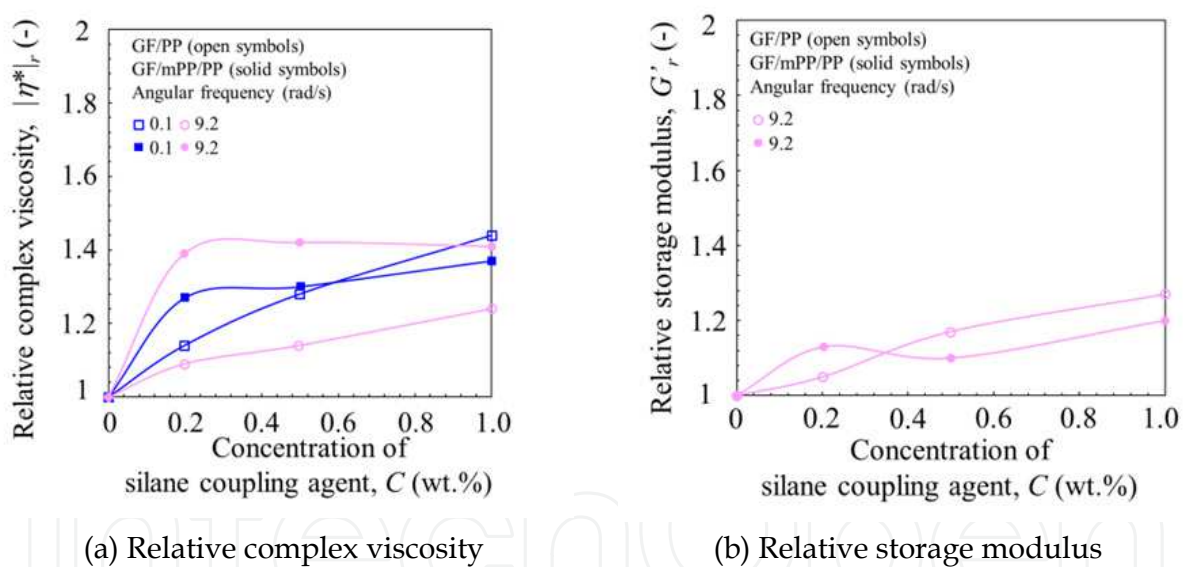 Relative complex viscosity, |η*|r (-)
2
1.8
1.6
1.4
1.2
1
GF/PP (open symbols)
GF/mPP/PP (solid symbols)
Angular frequency (rad/s)
0.1 9.2
0.1 9.2
0 0.2 0.4 0.6 0.8 1.0
Concentration of
silane coupling agent, C (wt.%)
(a) Relative complex viscosity
Relative storage modulus, G'r (-)
2
1.8
1.6
1.4
1.2
1
GF/PP (open symbols)
GF/mPP/PP (solid symbols)
Angular frequency (rad/s)
9.2
9.2
0 0.2 0.4 0.6 0.8 1.0
Concentration of
silane coupling agent, C (wt.%)
(b) Relative storage modulus